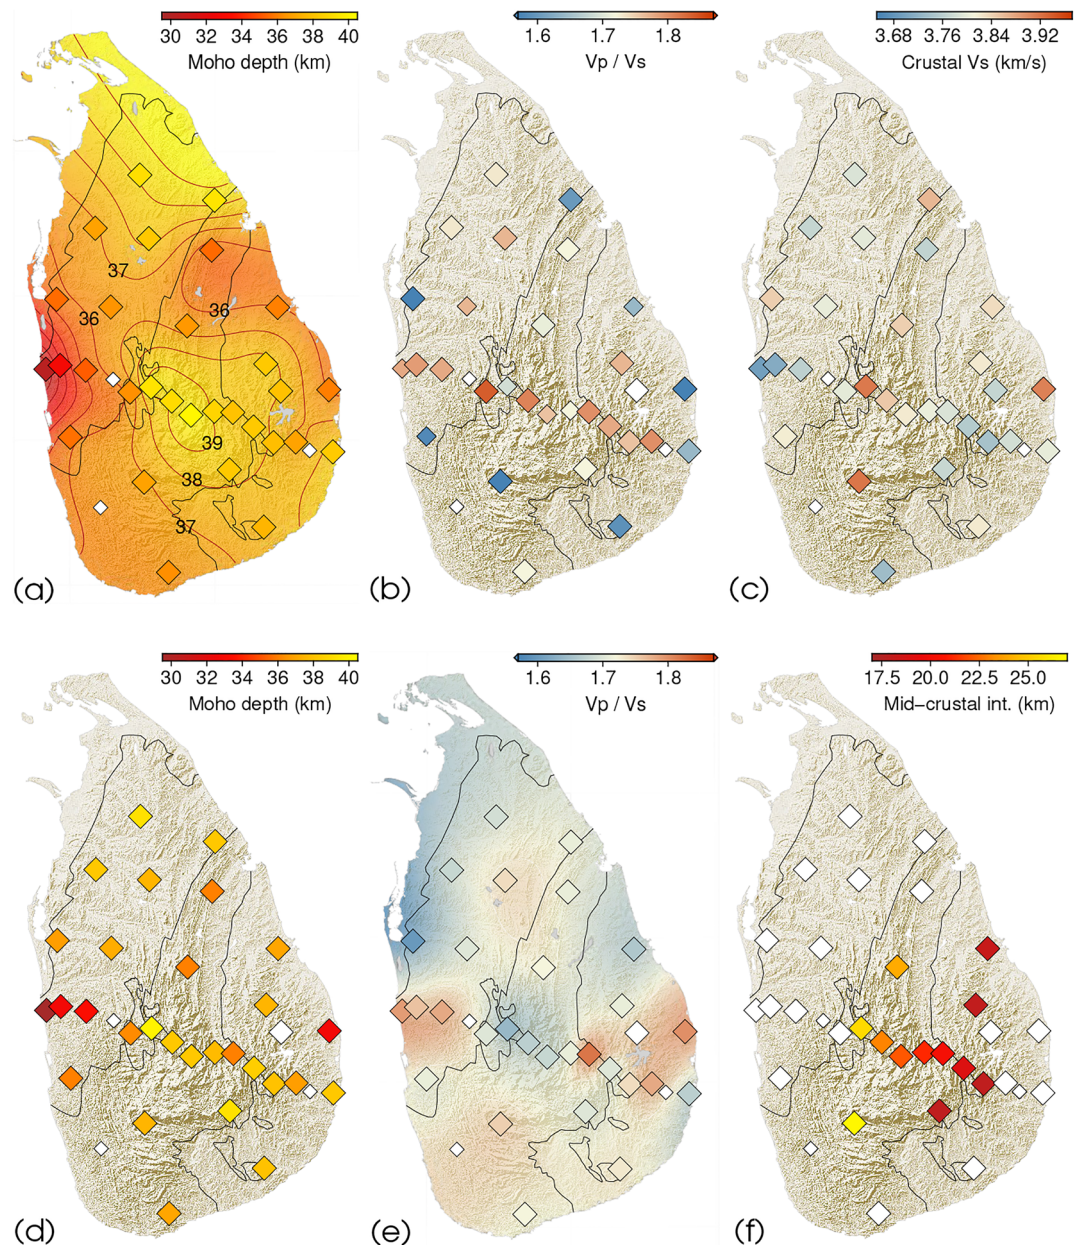 30 32 34 36 38 40
Moho depth (km)
1.6 1.7 1.8
Vp / Vs
3.68 3.76 3.84 3.92
Crustal Vs (km/s)
37
36
36
39
38
37
(a)
(b)
(c)
30 32 34 36 38 40
Moho depth (km)
1.6 1.7 1.8
Vp / Vs
17.5 20.0 22.5 25.0
Mid−crustal int. (km)
(d)
(e)
(f)